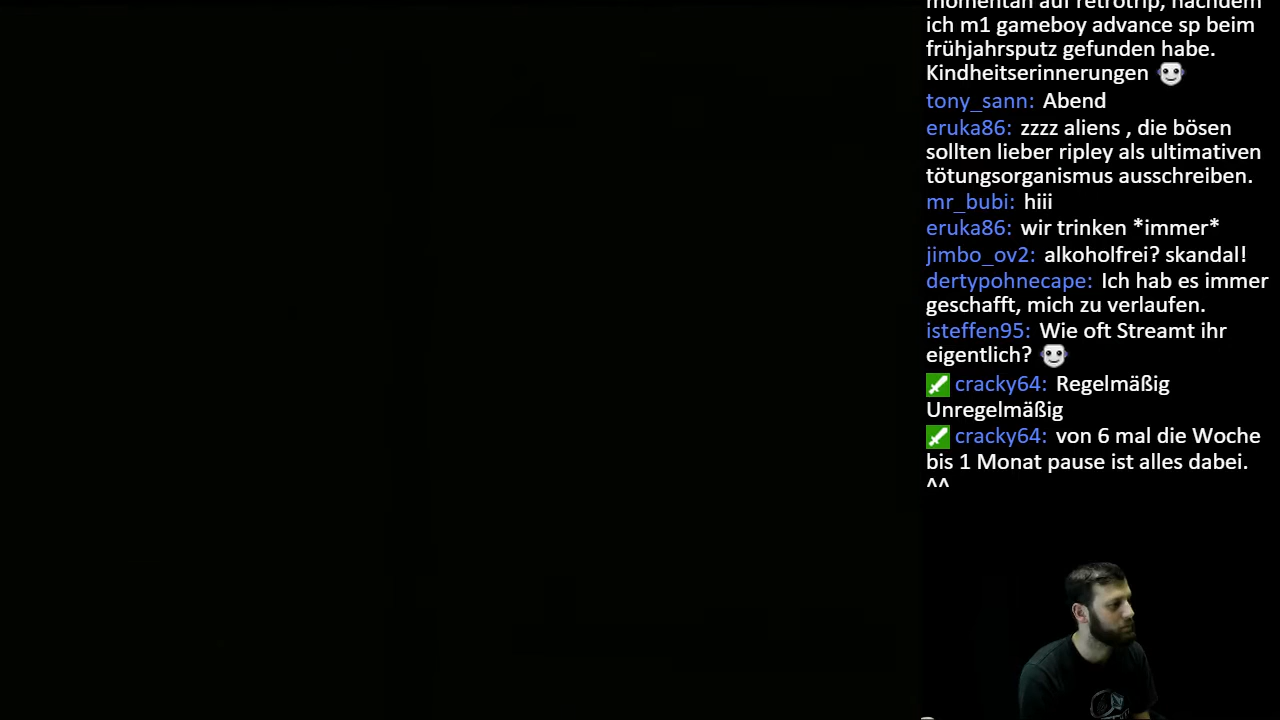 momentan auf retrotrip, nachdem
ich m1 gameboy advance sp beim
frühjahrsputz gefunden habe.
Kindheitserinnerungen
tony_sann: Abend
eruka86: zzzz aliens , die bösen
sollten lieber ripley als ultimativen
tötungsorganismus ausschreiben.
mr_bubi: hiii
eruka86: wir trinken *immer*
jimbo_ov2: alkoholfrei? skandal!
dertypohnecape: Ich hab es immer
geschafft, mich zu verlaufen.
isteffen95: Wie oft Streamt ihr
eigentlich?
cracky64: Regelmäßig
Unregelmäßig
cracky64: von 6 mal die Woche
bis 1 Monat pause ist alles dabei.
^^